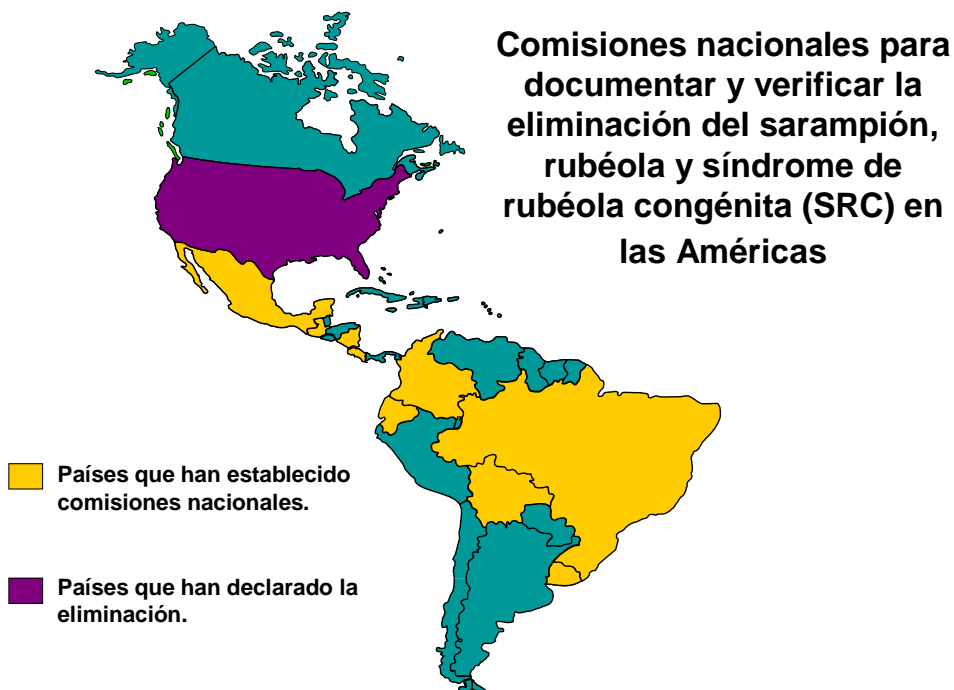 Comisiones nacionales para
documentar y verificar la
eliminación del sarampión,
rubéola y síndrome de
rubéola congénita (SRC) en
las Américas
Países que han establecido
comisiones nacionales.
Países que han declarado la
eliminación.